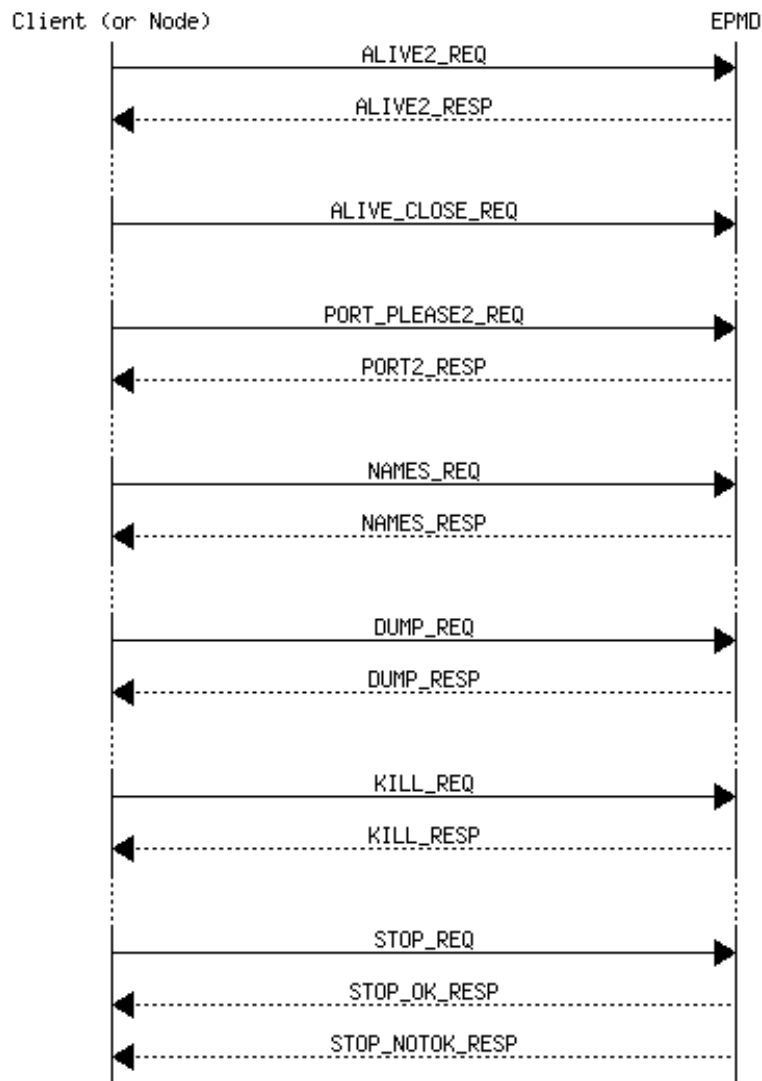 Client (or Node) EPMD
ALIVE2_REQ
ALIVE2_RESP
ALIVE_CLOSE_REQ
PORT_PLEASE2_REQ
PORT2_RESP
NAMES_REQ
NAMES_RESP
DUMP_REQ
DUMP_RESP
KILL_REQ
KILL_RESP
STOP_REQ
STOP_OK_RESP
STOP_NOTOK_RESP